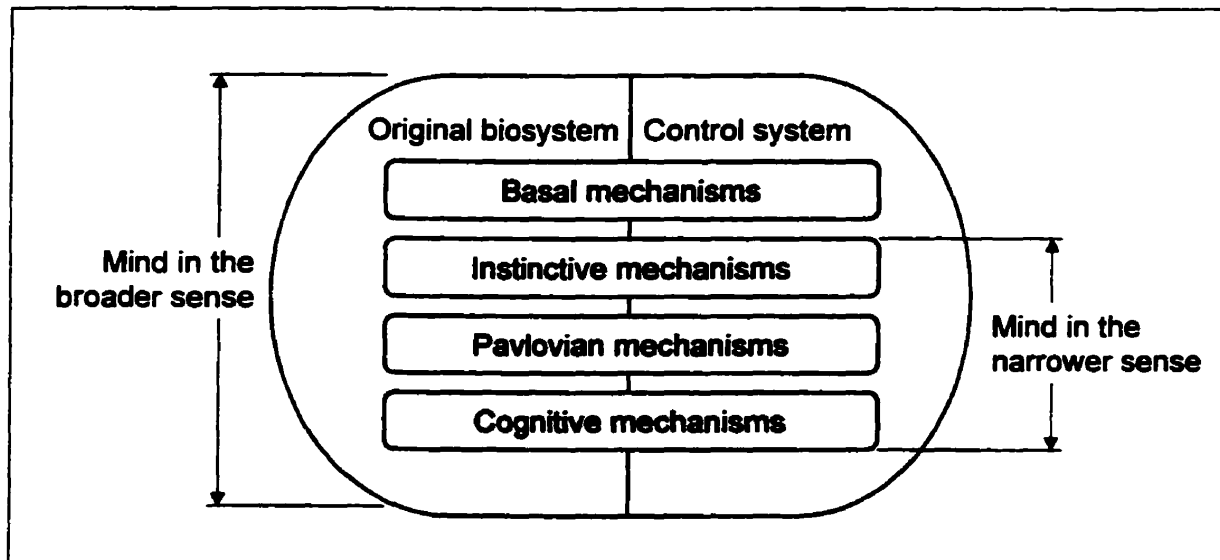 Original biosystem
Control system
Basal mechanisms
Instinctive mechanisms
Mind in the
broader sense
Pavlovian mechanisms
Mind in the
narrower sense
Cognitive mechanisms